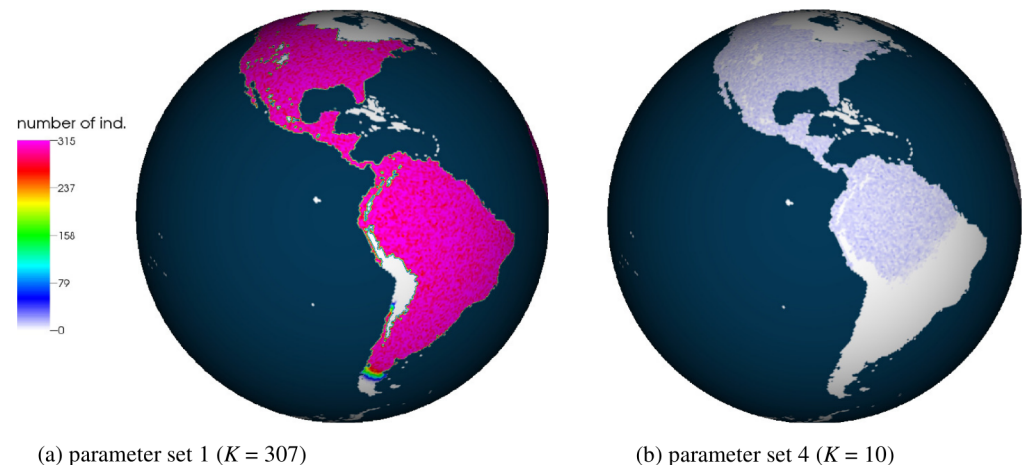 number of ind.
315
237
158
79
0
(a) parameter set 1 (K = 307)
(b) parameter set 4 (K = 10)